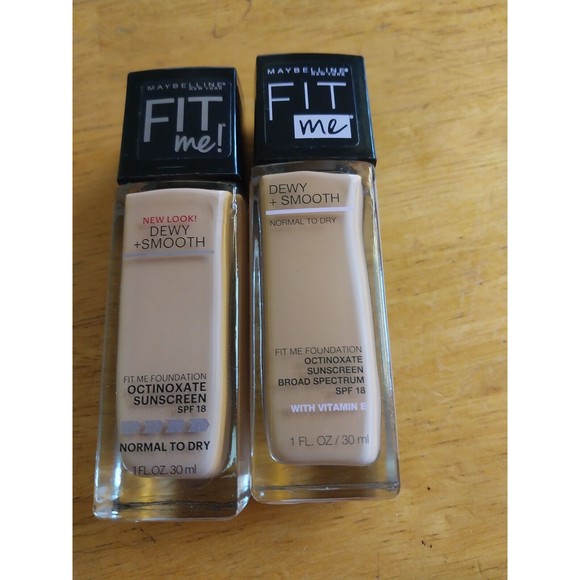 MAYBELLINE®
NEW YORK
FIT
me!
NEW LOOK!
DEWY
+SMOOTH
FIT ME FOUNDATION
OCTINOXATE
SUNSCREEN
SPF 18
NORMAL TO DRY
1 FL. OZ. 30 ml
MAYBELLINE®
NEW YORK
FIT
me®
DEWY
+ SMOOTH
NORMAL TO DRY
FIT ME FOUNDATION
OCTINOXATE
SUNSCREEN
BROAD SPECTRUM
SPF 18
WITH VITAMIN E
1 FL. OZ / 30 ml